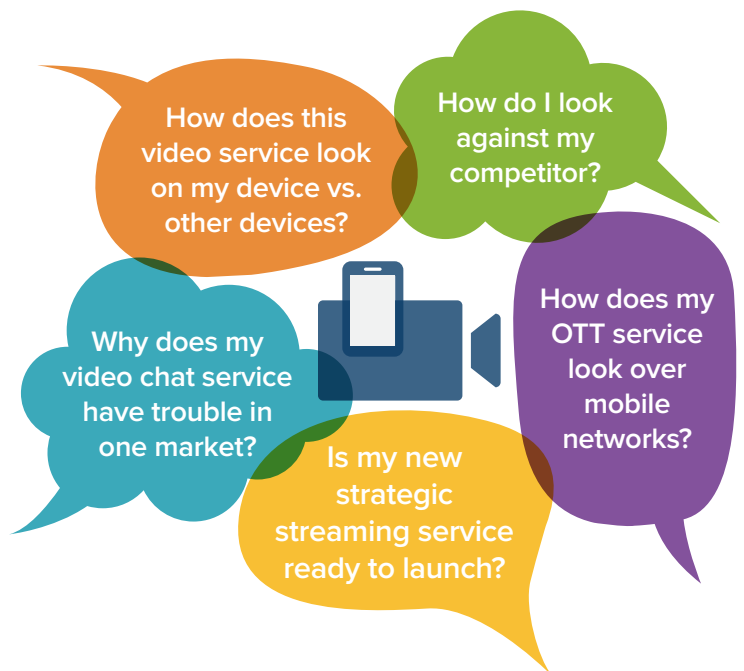 How does this
video service look
on my device vs.
other devices?
How do I look
against my
competitor?
How does my
OTT service
look over
mobile
networks?
Why does my
video chat service
have trouble in
one market?
Is my new
strategic
streaming service
ready to launch?